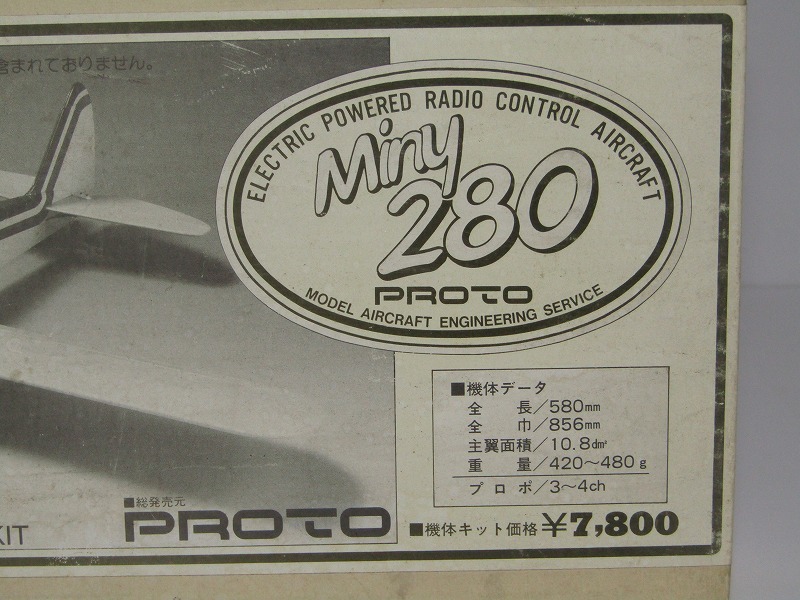 含まれておりません。
ELECTRIC POWERED RADIO CONTROL AIRCRAFT
Miny
280
PROTO
MODEL AIRCRAFT ENGINEERING SERVICE
■機体データ
全長/580mm
全巾/856mm
主翼面積/10.8dm²
重量/420〜480g
プロポ/3〜4ch
■総発売元
KIT PROTO ■機体キット価格 ¥7,800